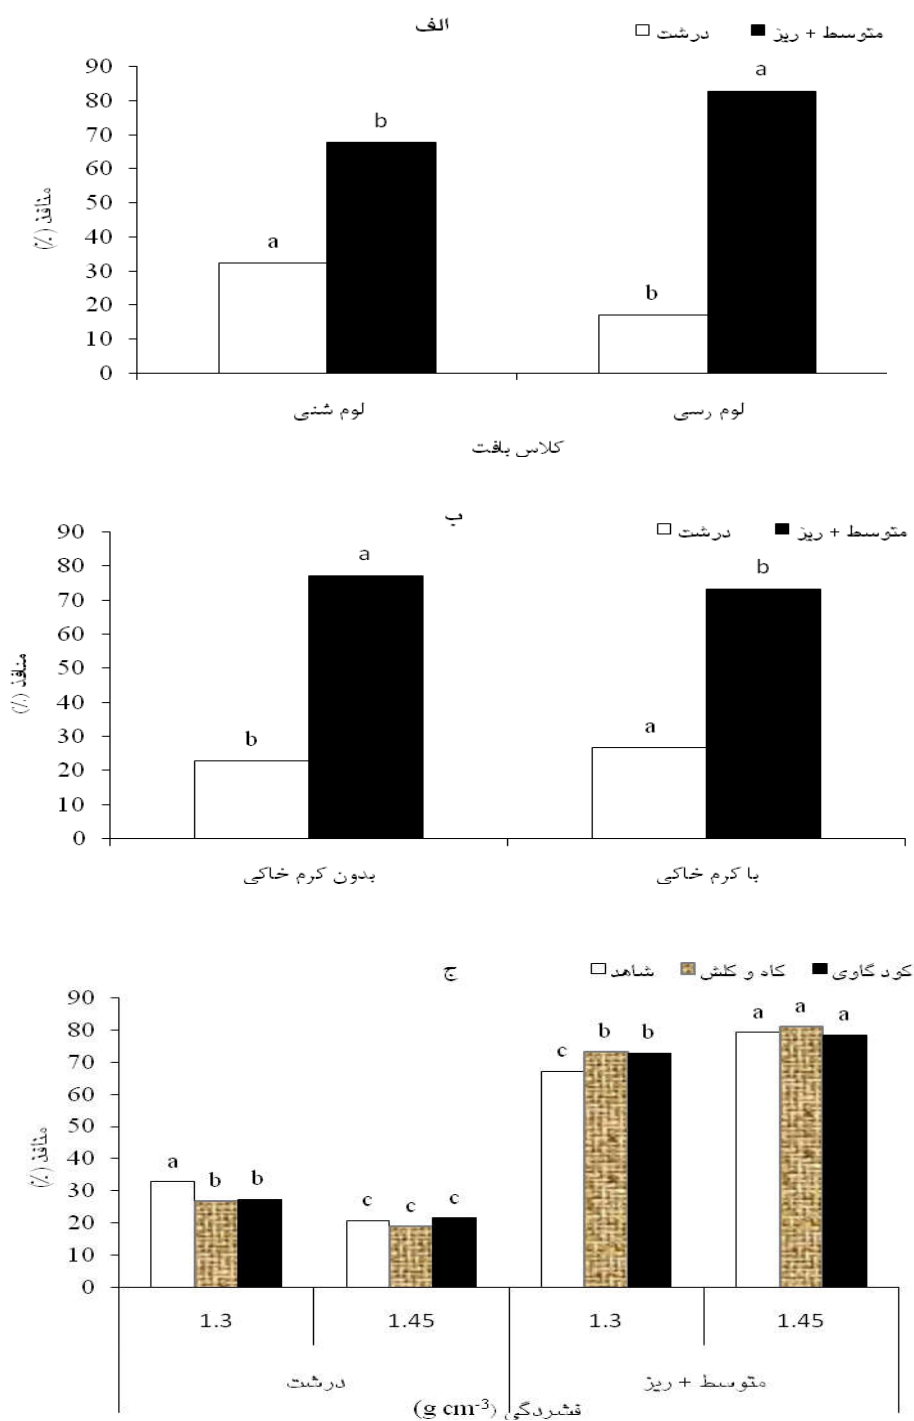 الف
درشت متوسط + ریز
90
80
70
60
50
40
30
20
10
0
منافذ (٪)
a b b a
لوم شنی لوم رسی
کلاس بافت
ب
درشت متوسط + ریز
90
80
70
60
50
40
30
20
10
0
منافذ (٪)
b a a b
بدون کرم خاکی با کرم خاکی
ج
شاهد کاه و کلش کود گاوی
90
80
70
60
50
40
30
20
10
0
منافذ (٪)
a b b c c c c b b a a a
1.3 1.45 1.3 1.45
درشت متوسط + ریز
فشردگی (g cm-3)